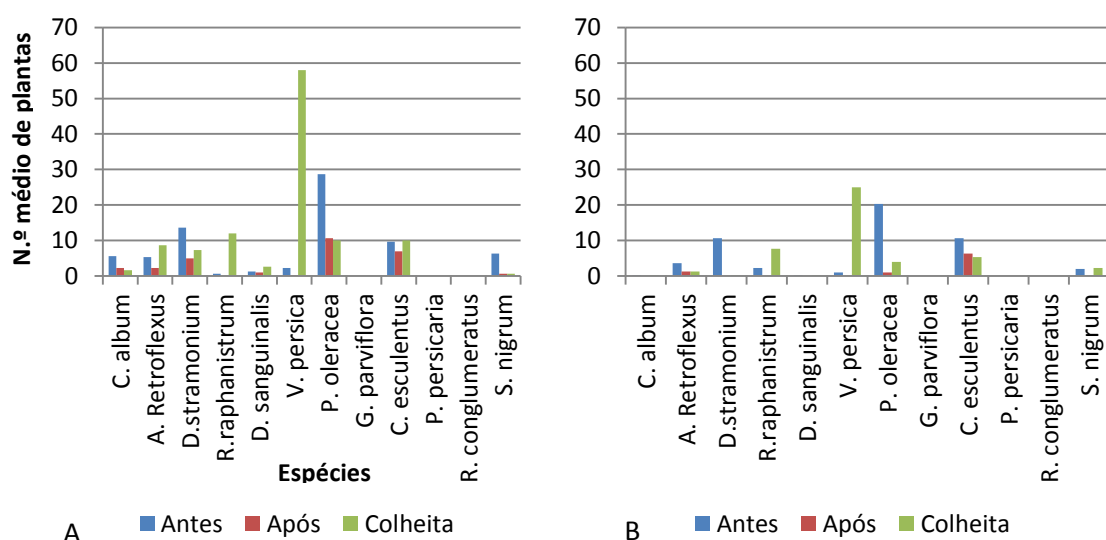 N.º médio de plantas
70
60
50
40
30
20
10
0
C. album
A. Retroflexus
D.stramonium
R.raphanistrum
D. sanguinalis
V. persica
P. oleracea
G. parviflora
C. esculentus
P. persicaria
R. conglumeratus
S. nigrum
Espécies
A
Antes Após Colheita
70
60
50
40
30
20
10
0
C. album
A. Retroflexus
D.stramonium
R.raphanistrum
D. sanguinalis
V. persica
P. oleracea
G. parviflora
C. esculentus
P. persicaria
R. conglumeratus
S. nigrum
B
Antes Após Colheita